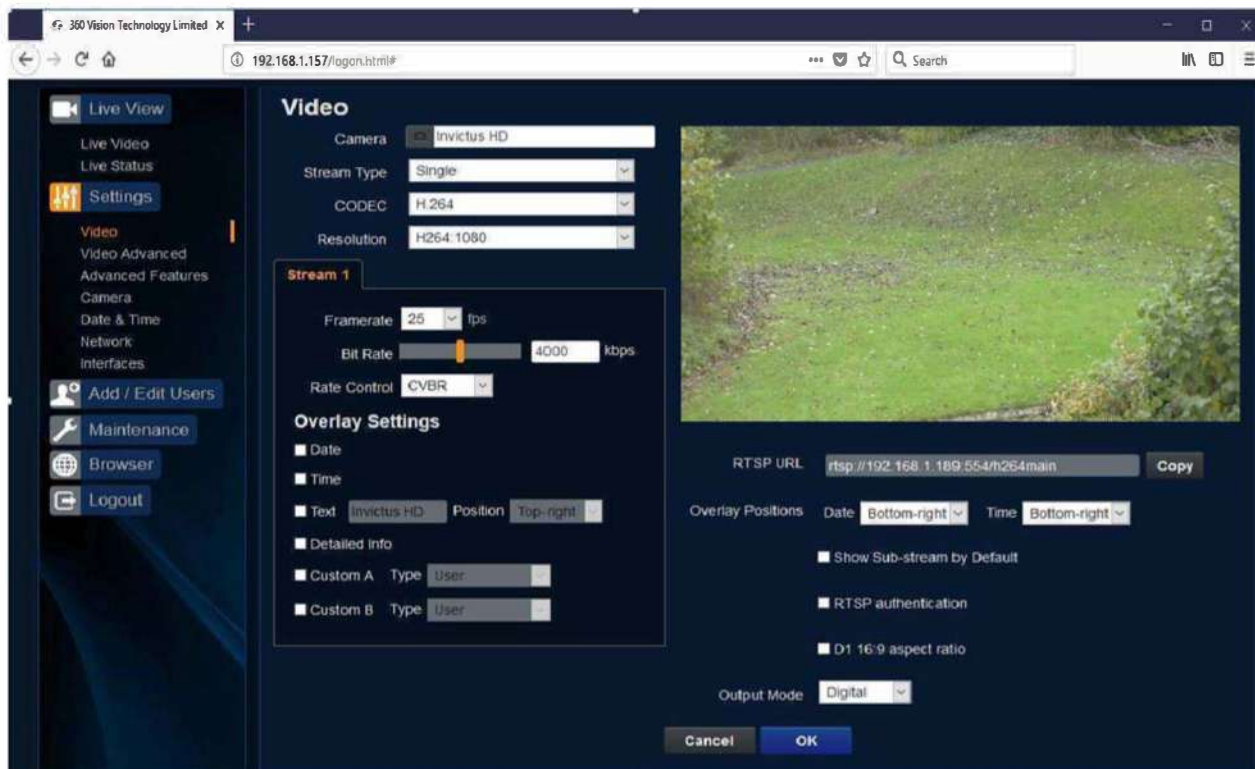 360 Vision Technology Limited X +
192.168.1.157/logon.html#
Search
Live View
Live Video
Live Status
Settings
Video
Video Advanced
Advanced Features
Camera
Date & Time
Network
Interfaces
Add / Edit Users
Maintenance
Browser
Logout
Video
Camera Invictus HD
Stream Type Single
CODEC H.264
Resolution H264:1080
Stream 1
Framerate 25 fps
Bit Rate 4000 kbps
Rate Control CVBR
Overlay Settings
Date
Time
Text Invictus HD Position Top-right
Detailed Info
Custom A Type User
Custom B Type User
RTSP URL rtsp://192.168.1.189:554/h264main Copy
Overlay Positions Date Bottom-right Time Bottom-right
Show Sub-stream by Default
RTSP authentication
D1 16:9 aspect ratio
Output Mode Digital
Cancel OK